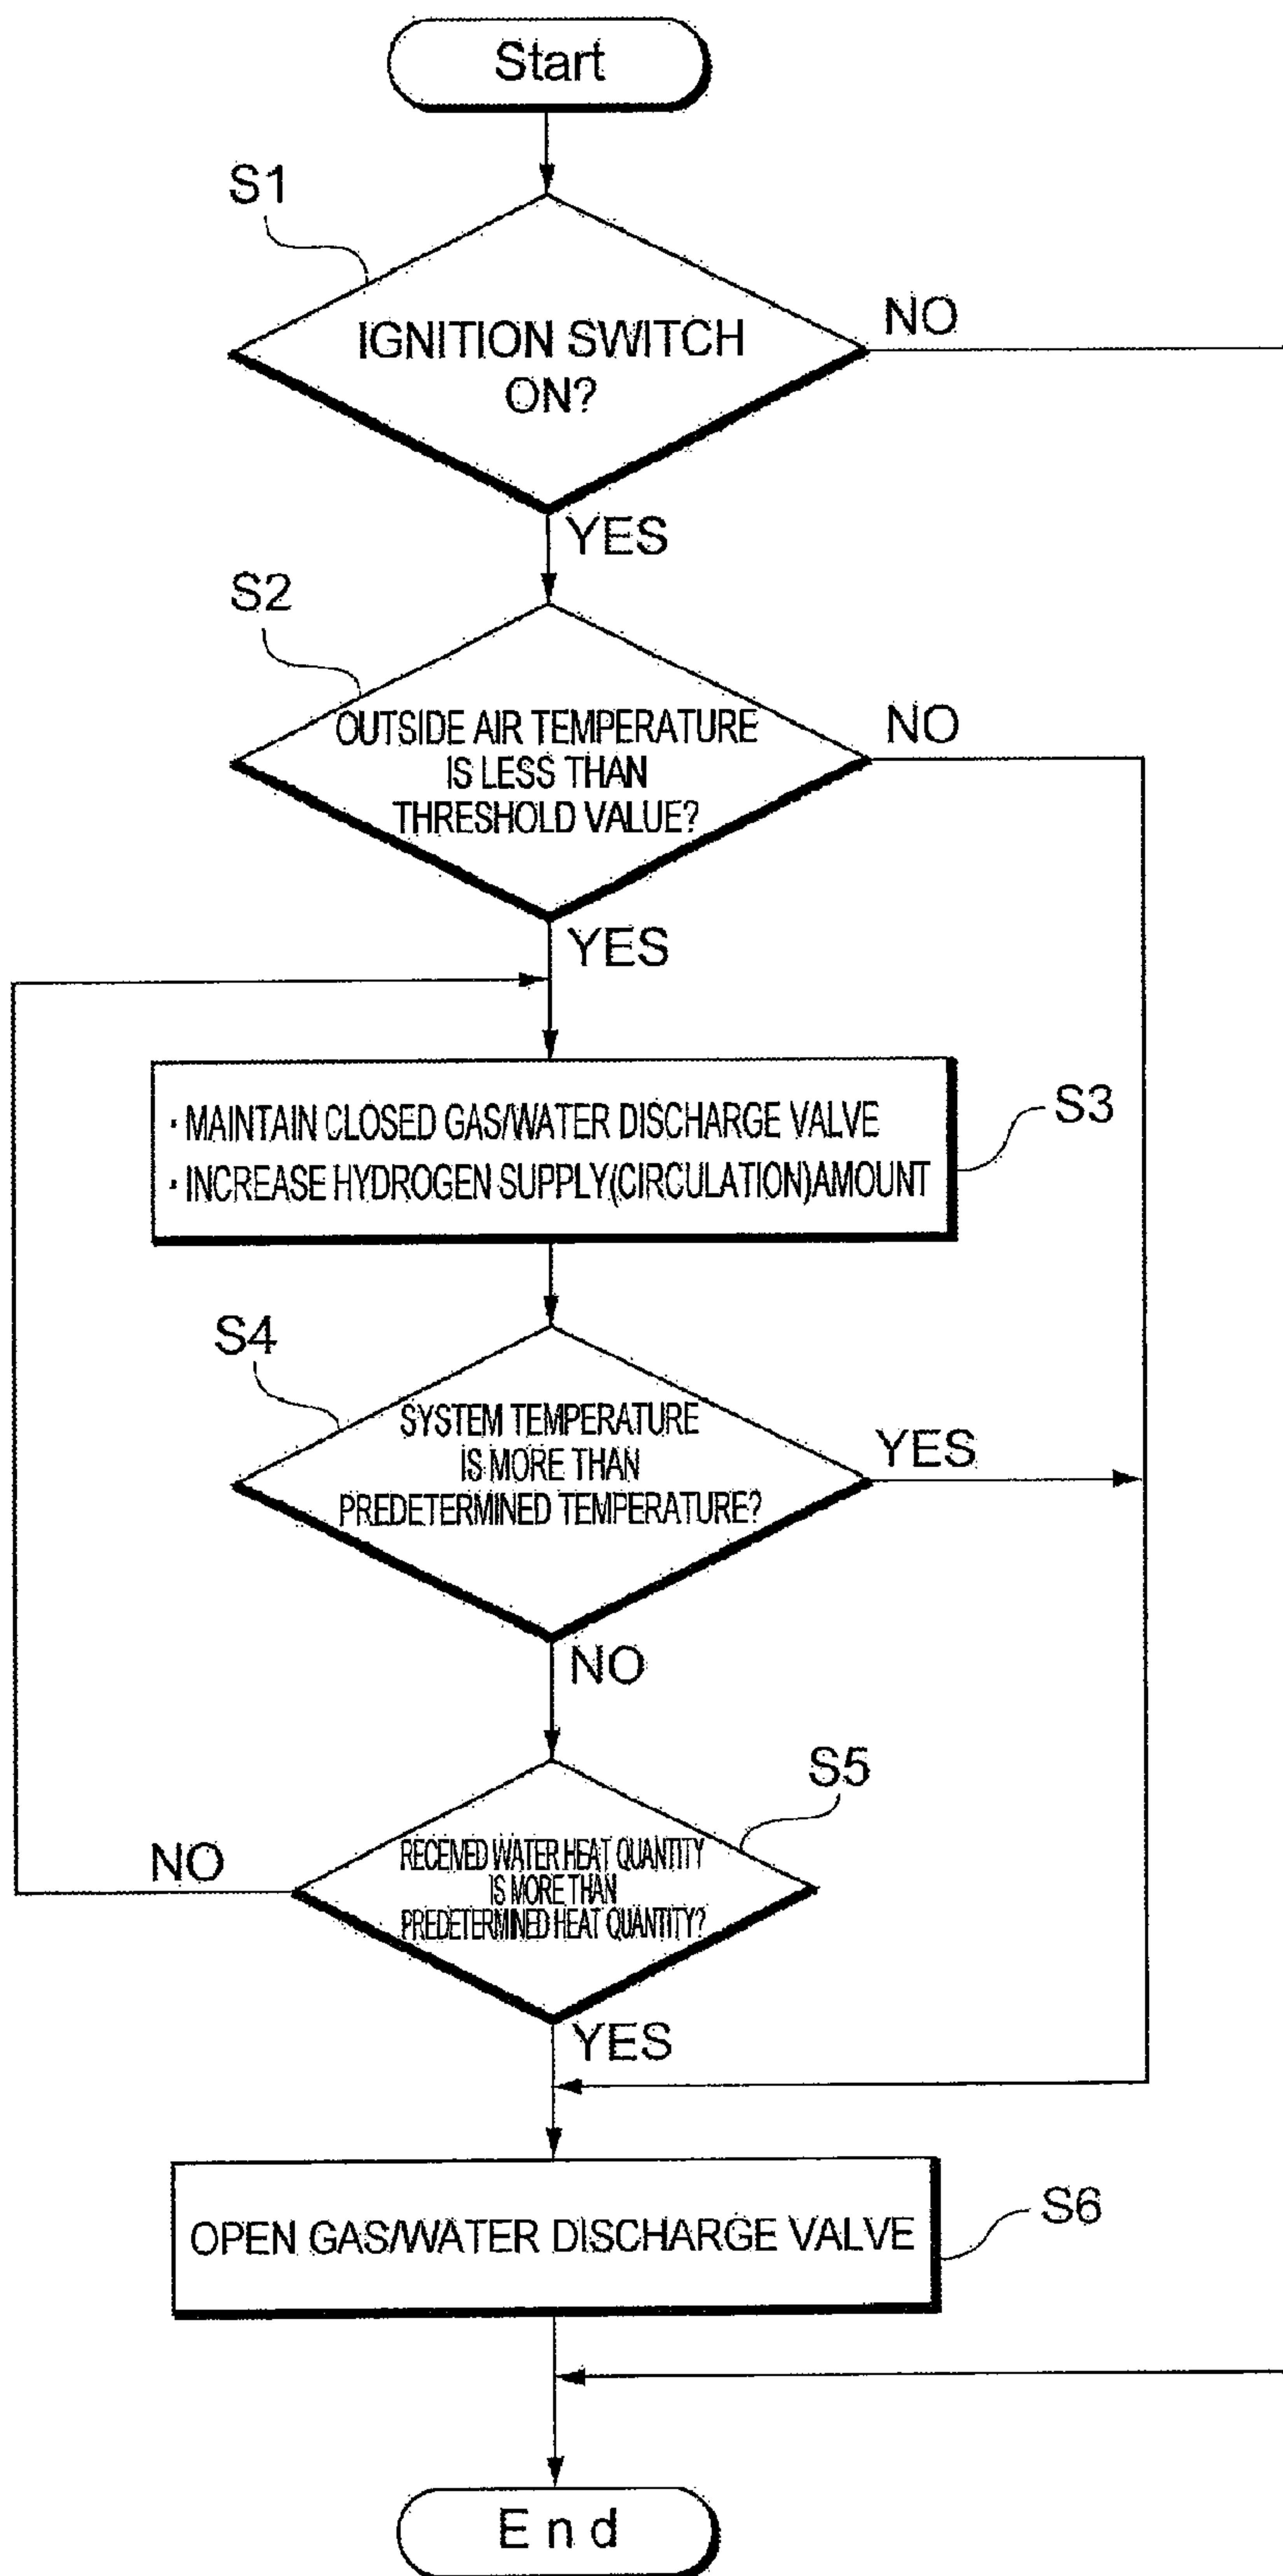 Start
S1
IGNITION SWITCH
ON?
NO
YES
S2
OUTSIDE AIR TEMPERATURE
IS LESS THAN
THRESHOLD VALUE?
NO
YES
· MAINTAIN CLOSED GAS/WATER DISCHARGE VALVE
· INCREASE HYDROGEN SUPPLY(CIRCULATION)AMOUNT
S3
S4
SYSTEM TEMPERATURE
IS MORE THAN
PREDETERMINED TEMPERATURE?
YES
NO
S5
RECEIVED WATER HEAT QUANTITY
IS MORE THAN
PREDETERMINED HEAT QUANTITY?
NO
YES
OPEN GAS/WATER DISCHARGE VALVE
S6
End